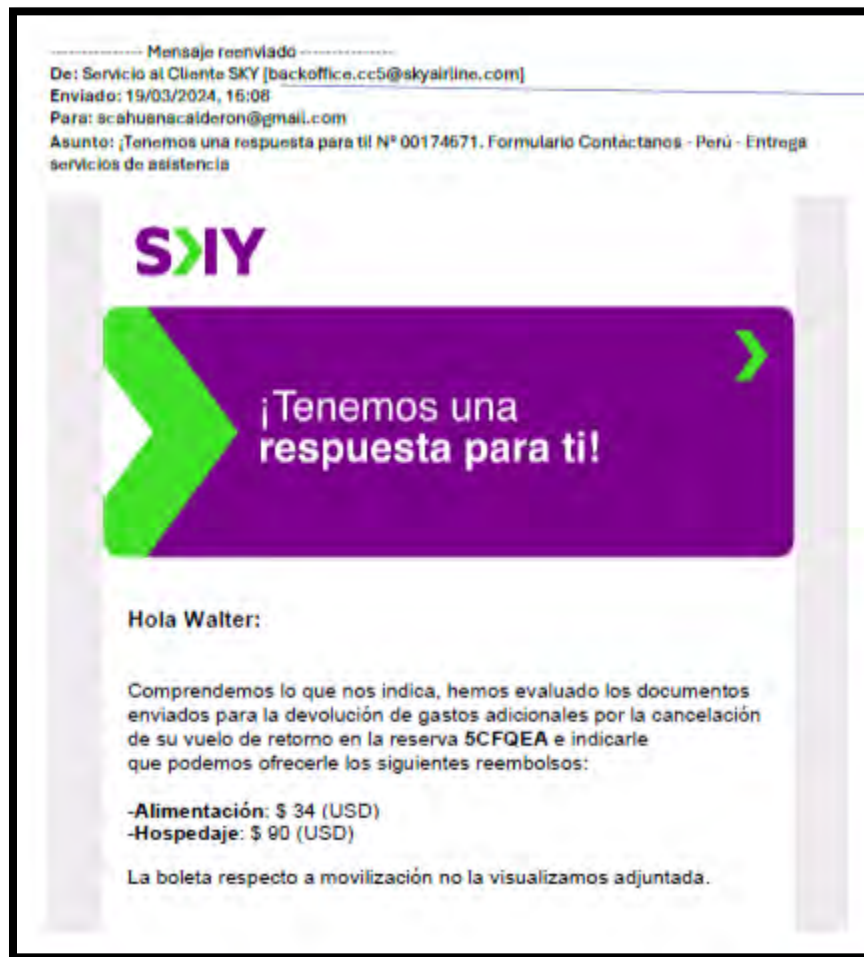 ---------------- Mensaje reenviado ----------------
De: Servicio al Cliente SKY [backoffice.cc5@skyairline.com]
Enviado: 19/03/2024, 16:08
Para: scahuanacalderon@gmail.com
Asunto: ¡Tenemos una respuesta para ti! N° 00174671. Formulario Contáctanos - Perú - Entrega
servicios de asistencia
SKY
¡Tenemos una
respuesta para ti!
Hola Walter:
Comprendemos lo que nos indica, hemos evaluado los documentos
enviados para la devolución de gastos adicionales por la cancelación
de su vuelo de retorno en la reserva 5CFQEA e indicarle
que podemos ofrecerle los siguientes reembolsos:
-Alimentación: $ 34 (USD)
-Hospedaje: $ 90 (USD)
La boleta respecto a movilización no la visualizamos adjuntada.